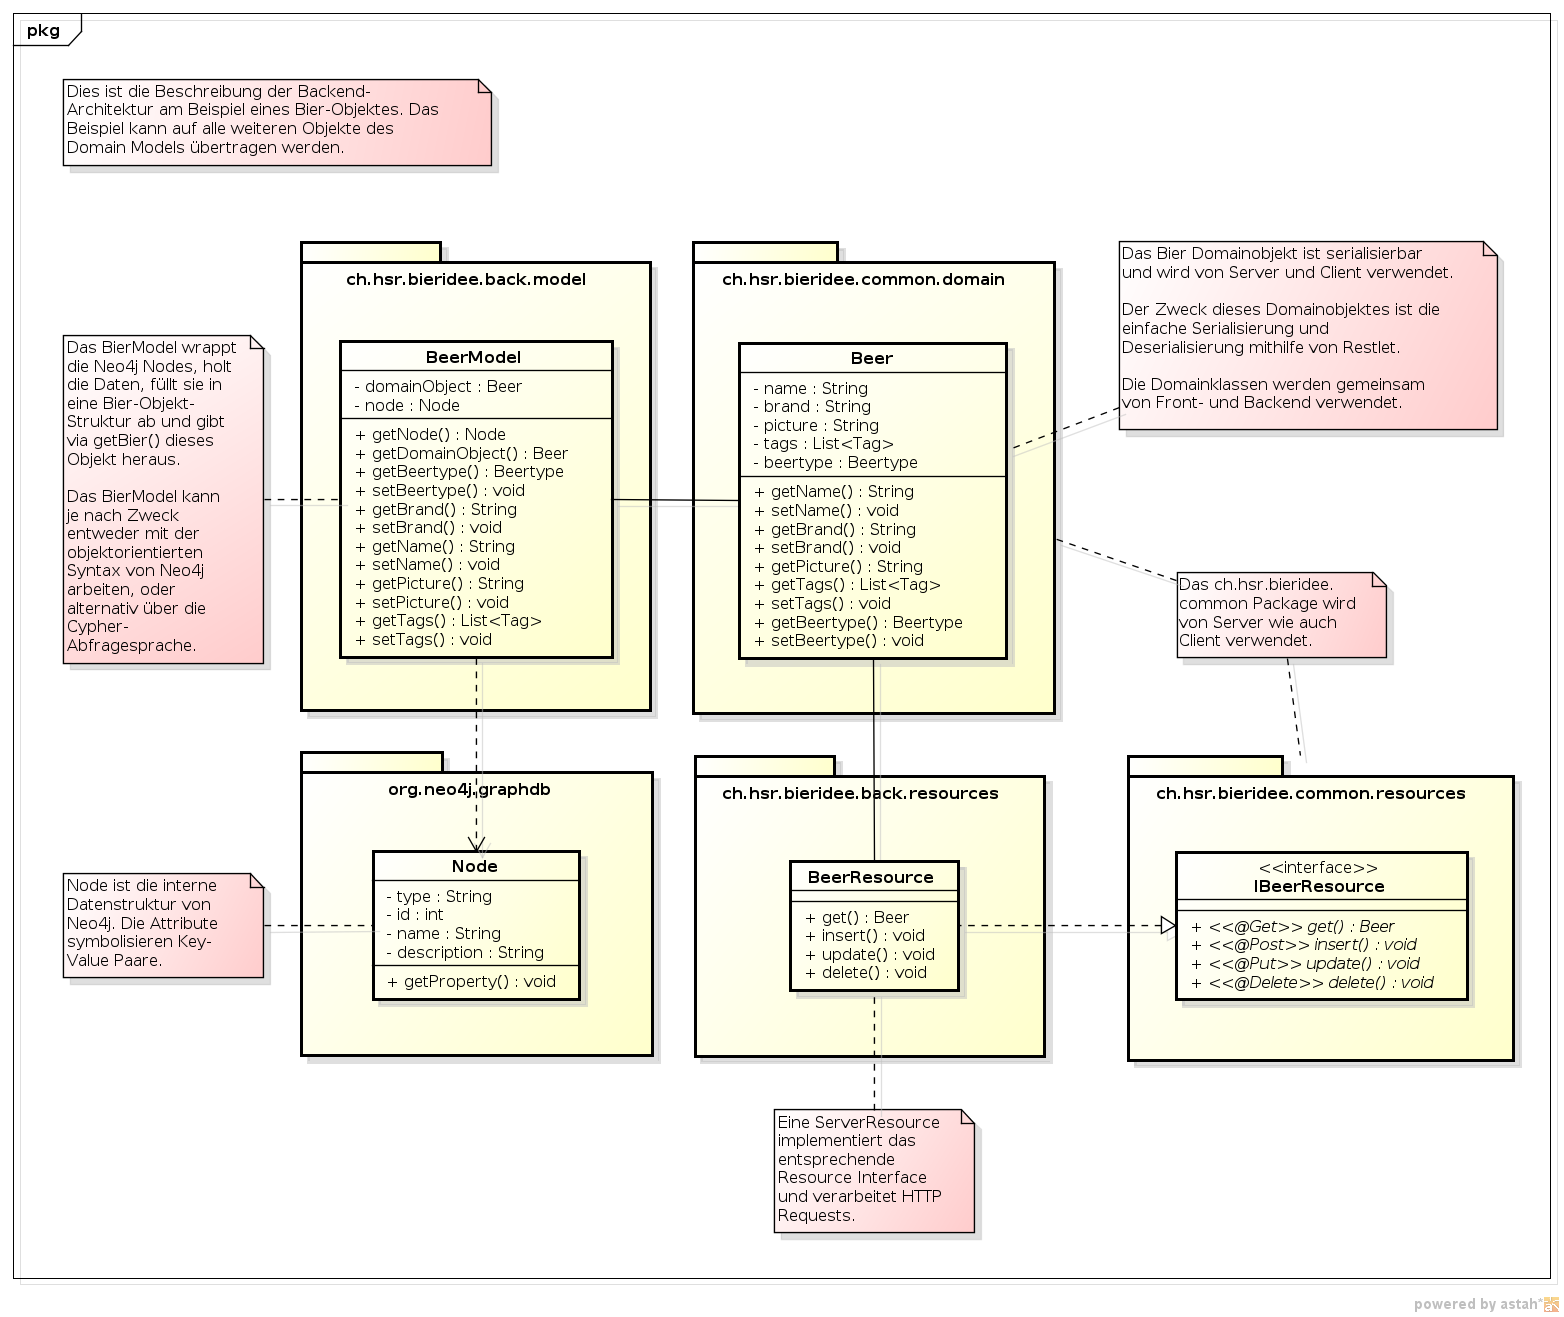 pkg
Dies ist die Beschreibung der Backend-
Architektur am Beispiel eines Bier-Objektes. Das
Beispiel kann auf alle weiteren Objekte des
Domain Models übertragen werden.
ch.hsr.bieridee.back.model
BeerModel
- domainObject : Beer
- node : Node
+ getNode() : Node
+ getDomainObject() : Beer
+ getBeertype() : Beertype
+ setBeertype() : void
+ getBrand() : String
+ setBrand() : void
+ getName() : String
+ setName() : void
+ getPicture() : String
+ setPicture() : void
+ getTags() : List<Tag>
+ setTags() : void
ch.hsr.bieridee.common.domain
Beer
- name : String
- brand : String
- picture : String
- tags : List<Tag>
- beertype : Beertype
+ getName() : String
+ setName() : void
+ getBrand() : String
+ setBrand() : void
+ getPicture() : String
+ getTags() : List<Tag>
+ setTags() : void
+ getBeertype() : Beertype
+ setBeertype() : void
Das Bier Domainobjekt ist serialisierbar
und wird von Server und Client verwendet.
Der Zweck dieses Domainobjektes ist die
einfache Serialisierung und
Deserialisierung mithilfe von Restlet.
Die Domainklassen werden gemeinsam
von Front- und Backend verwendet.
Das BierModel wrappt
die Neo4j Nodes, holt
die Daten, füllt sie in
eine Bier-Objekt-
Struktur ab und gibt
via getBier() dieses
Objekt heraus.
Das BierModel kann
je nach Zweck
entweder mit der
objektorientierten
Syntax von Neo4j
arbeiten, oder
alternativ über die
Cypher-
Abfragesprache.
Das ch.hsr.bieridee.
common Package wird
von Server wie auch
Client verwendet.
org.neo4j.graphdb
Node
- type : String
- id : int
- name : String
- description : String
+ getProperty() : void
Node ist die interne
Datenstruktur von
Neo4j. Die Attribute
symbolisieren Key-
Value Paare.
ch.hsr.bieridee.back.resources
BeerResource
+ get() : Beer
+ insert() : void
+ update() : void
+ delete() : void
ch.hsr.bieridee.common.resources
<<interface>>
IBeerResource
+ <<@Get>> get() : Beer
+ <<@Post>> insert() : void
+ <<@Put>> update() : void
+ <<@Delete>> delete() : void
Eine ServerResource
implementiert das
entsprechende
Resource Interface
und verarbeitet HTTP
Requests.
powered by astah*